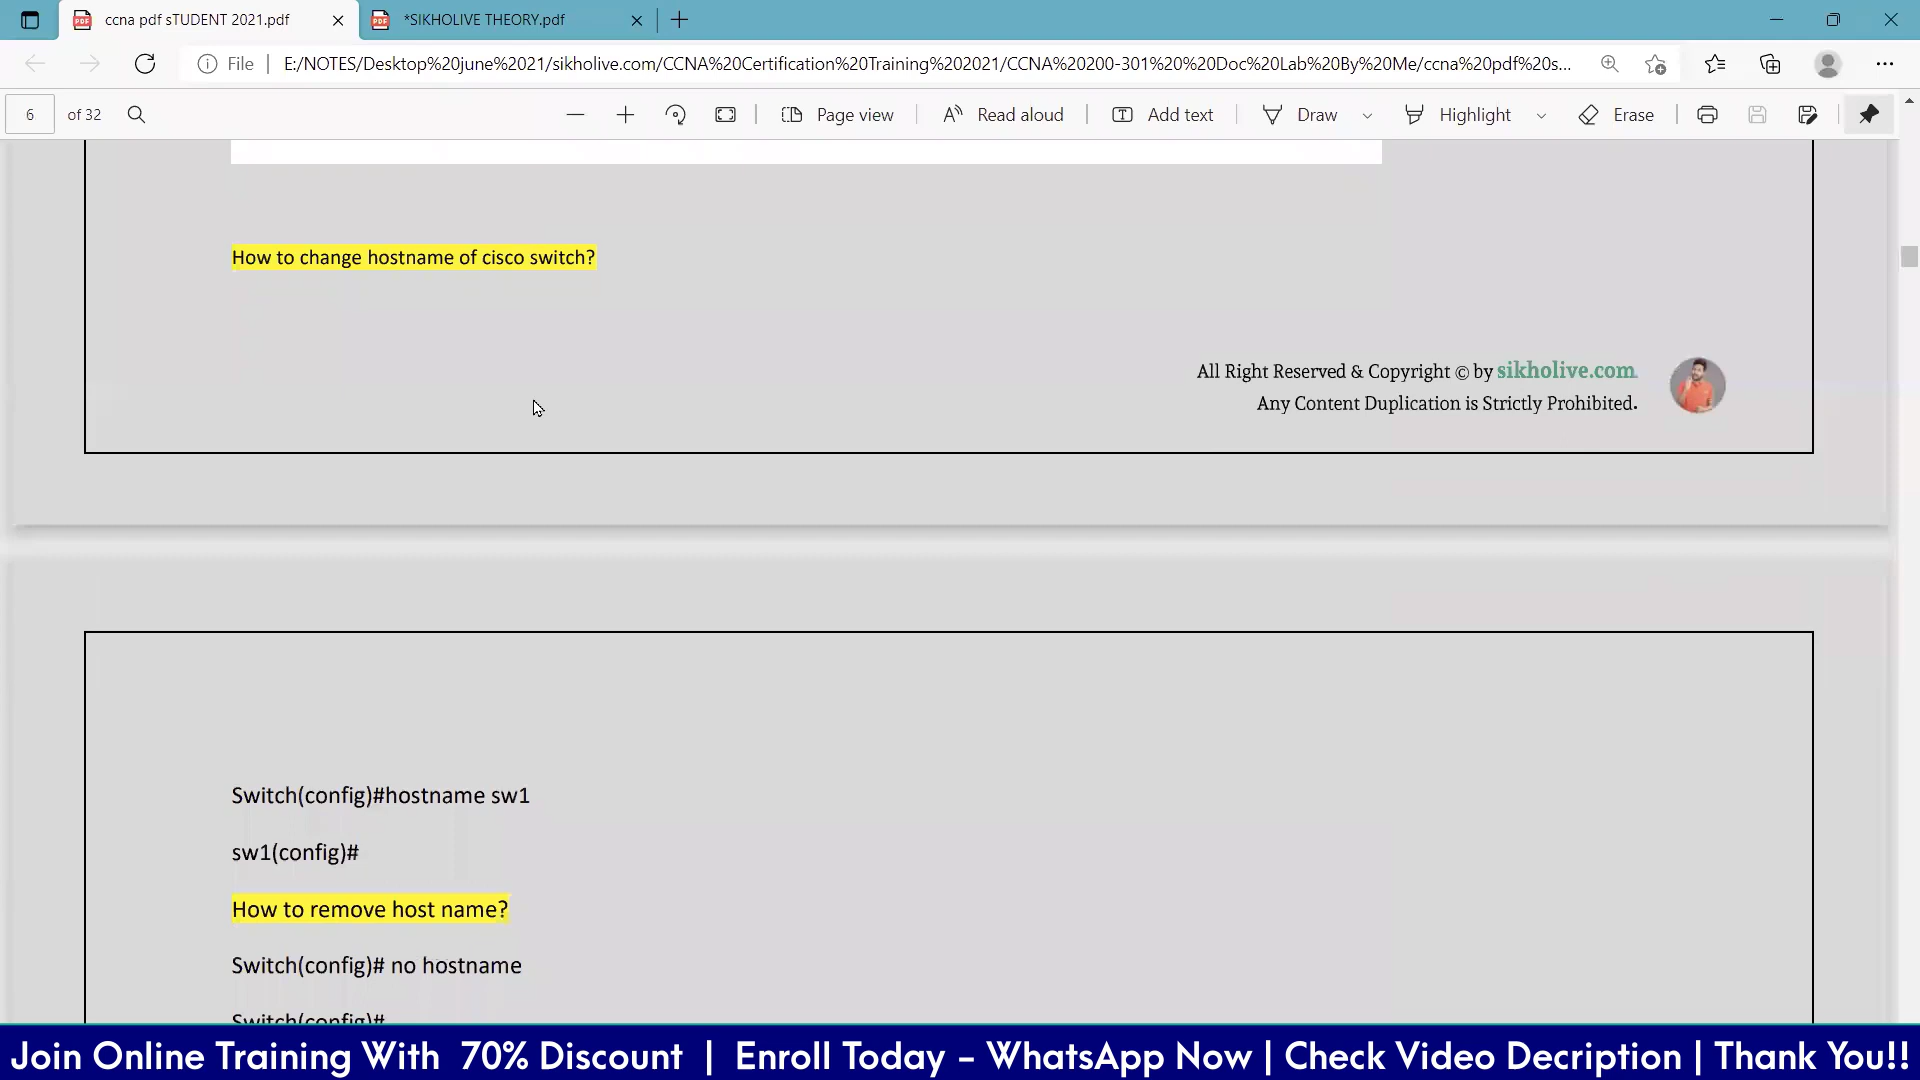 ccna pdf sTUDENT 2021.pdf
*SIKHOLIVE THEORY.pdf
File
E:/NOTES/Desktop%20june%2021/sikholive.com/CCNA%20Certification%20Training%202021/CCNA%20200-301%20%20Doc%20Lab%20By%20Me/ccna%20pdf%20s...
6 of 32
Page view
Read aloud
Add text
Draw
Highlight
Erase
How to change hostname of cisco switch?
All Right Reserved & Copyright © by sikholive.com.
Any Content Duplication is Strictly Prohibited.
Switch(config)#hostname sw1
sw1(config)#
How to remove host name?
Switch(config)# no hostname
Switch(config)#
Join Online Training With 70% Discount | Enroll Today – WhatsApp Now | Check Video Decription | Thank You!!